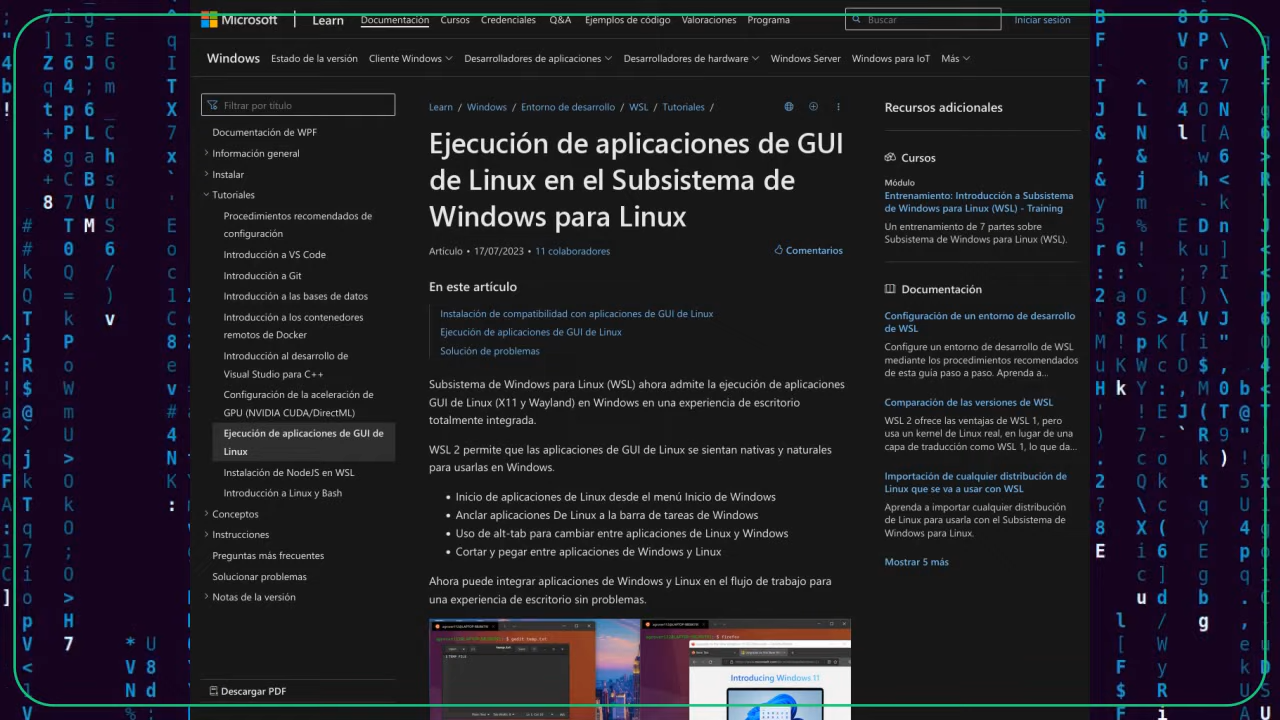 Microsoft
Learn
Documentación
Cursos
Credenciales
Q&A
Ejemplos de código
Valoraciones
Programa
Buscar
Iniciar sesión
Windows
Estado de la versión
Cliente Windows
Desarrolladores de aplicaciones
Desarrolladores de hardware
Windows Server
Windows para IoT
Más
Filtrar por título
Documentación de WPF
Información general
Instalar
Tutoriales
Procedimientos recomendados de
configuración
Introducción a VS Code
Introducción a Git
Introducción a las bases de datos
Introducción a los contenedores
remotos de Docker
Introducción al desarrollo de
Visual Studio para C++
Configuración de la aceleración de
GPU (NVIDIA CUDA/DirectML)
Ejecución de aplicaciones de GUI de
Linux
Instalación de NodeJS en WSL
Introducción a Linux y Bash
Conceptos
Instrucciones
Preguntas más frecuentes
Solucionar problemas
Notas de la versión
Descargar PDF
Learn / Windows / Entorno de desarrollo / WSL / Tutoriales /
Ejecución de aplicaciones de GUI
de Linux en el Subsistema de
Windows para Linux
Artículo • 17/07/2023 • 11 colaboradores
Comentarios
En este artículo
Instalación de compatibilidad con aplicaciones de GUI de Linux
Ejecución de aplicaciones de GUI de Linux
Solución de problemas
Subsistema de Windows para Linux (WSL) ahora admite la ejecución de aplicaciones
GUI de Linux (X11 y Wayland) en Windows en una experiencia de escritorio
totalmente integrada.
WSL 2 permite que las aplicaciones de GUI de Linux se sientan nativas y naturales
para usarlas en Windows.
• Inicio de aplicaciones de Linux desde el menú Inicio de Windows
• Anclar aplicaciones De Linux a la barra de tareas de Windows
• Uso de alt-tab para cambiar entre aplicaciones de Linux y Windows
• Cortar y pegar entre aplicaciones de Windows y Linux
Ahora puede integrar aplicaciones de Windows y Linux en el flujo de trabajo para
una experiencia de escritorio sin problemas.
Introducing Windows 11
Recursos adicionales
Cursos
Módulo
Entrenamiento: Introducción a Subsistema
de Windows para Linux (WSL) - Training
Un entrenamiento de 7 partes sobre
Subsistema de Windows para Linux (WSL).
Documentación
Configuración de un entorno de desarrollo
de WSL
Configure un entorno de desarrollo de WSL
mediante los procedimientos recomendados
de esta guía paso a paso. Aprenda a...
Comparación de las versiones de WSL
WSL 2 ofrece las ventajas de WSL 1, pero
usa un kernel de Linux real, en lugar de una
capa de traducción como WSL 1, lo que da...
Importación de cualquier distribución de
Linux que se va a usar con WSL
Aprenda a importar cualquier distribución
de Linux para usarla con el Subsistema de
Windows para Linux.
Mostrar 5 más